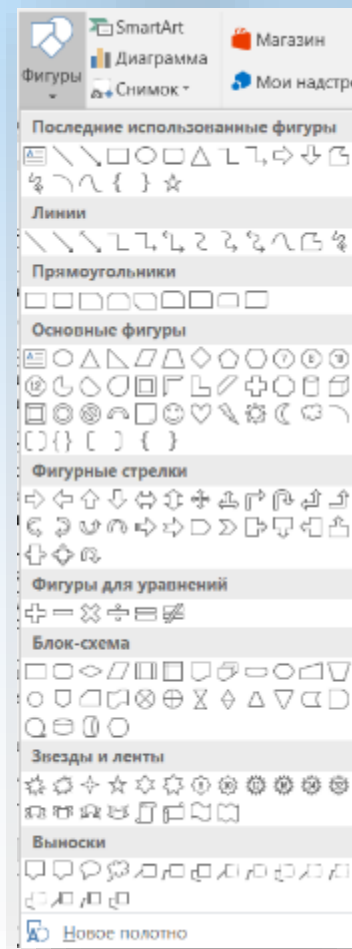 SmartArt
Магазин
Диаграмма
Фигуры
Снимок
Мои надстр
Последние использованные фигуры
Линии
Прямоугольники
Основные фигуры
Фигурные стрелки
Фигуры для уравнений
Блок-схема
Звезды и ленты
Выноски
Новое полотно